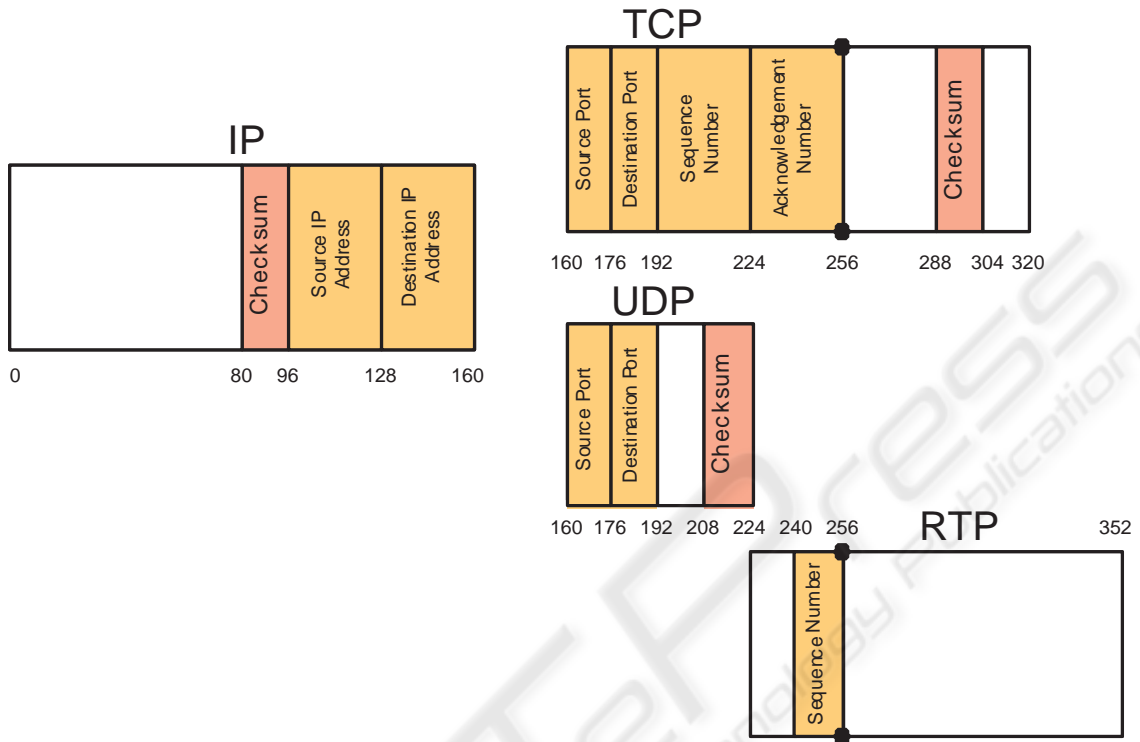 TCP
Source Port
Destination Port
Sequence
Number
Acknowledgement
Number
Checksum
160 176 192 224 256 288 304 320
IP
Checksum
Source IP
Address
Destination IP
Address
0 80 96 128 160
UDP
Source Port
Destination Port
Checksum
160 176 192 208 224 240 256 352
RTP
Sequence Number